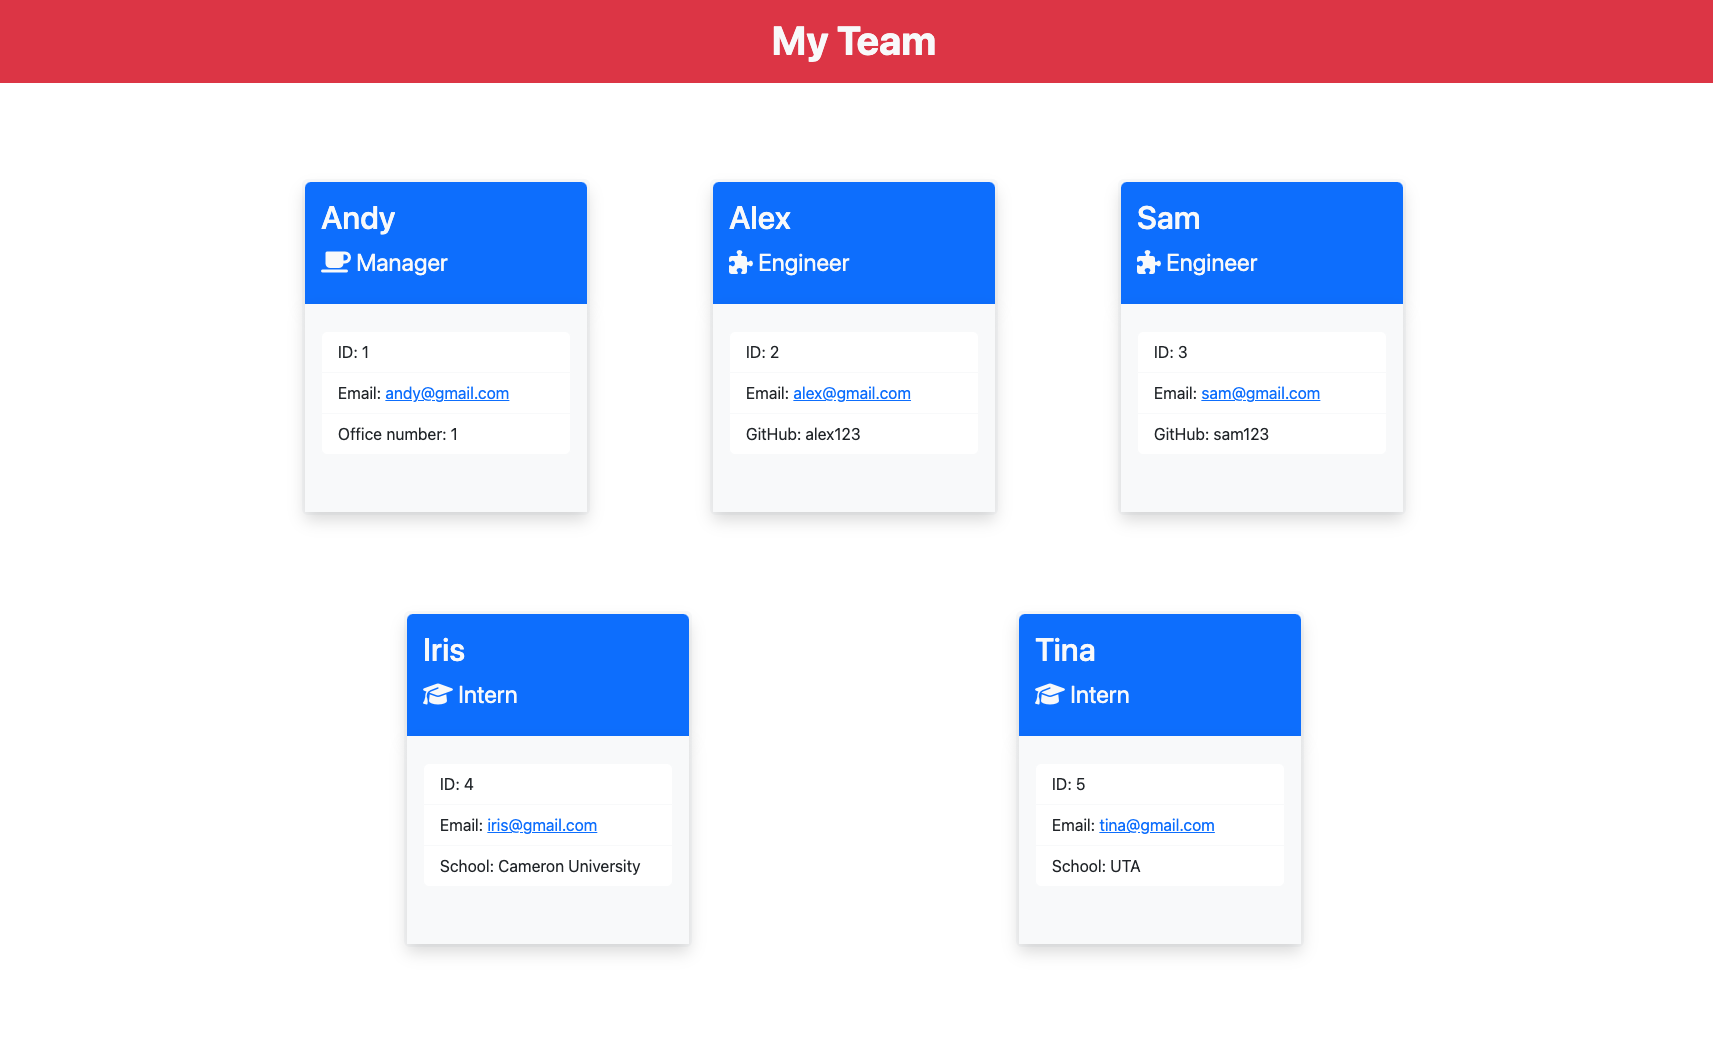 My Team
Andy
Manager
ID: 1
Email: andy@gmail.com
Office number: 1
Alex
Engineer
ID: 2
Email: alex@gmail.com
GitHub: alex123
Sam
Engineer
ID: 3
Email: sam@gmail.com
GitHub: sam123
Iris
Intern
ID: 4
Email: iris@gmail.com
School: Cameron University
Tina
Intern
ID: 5
Email: tina@gmail.com
School: UTA